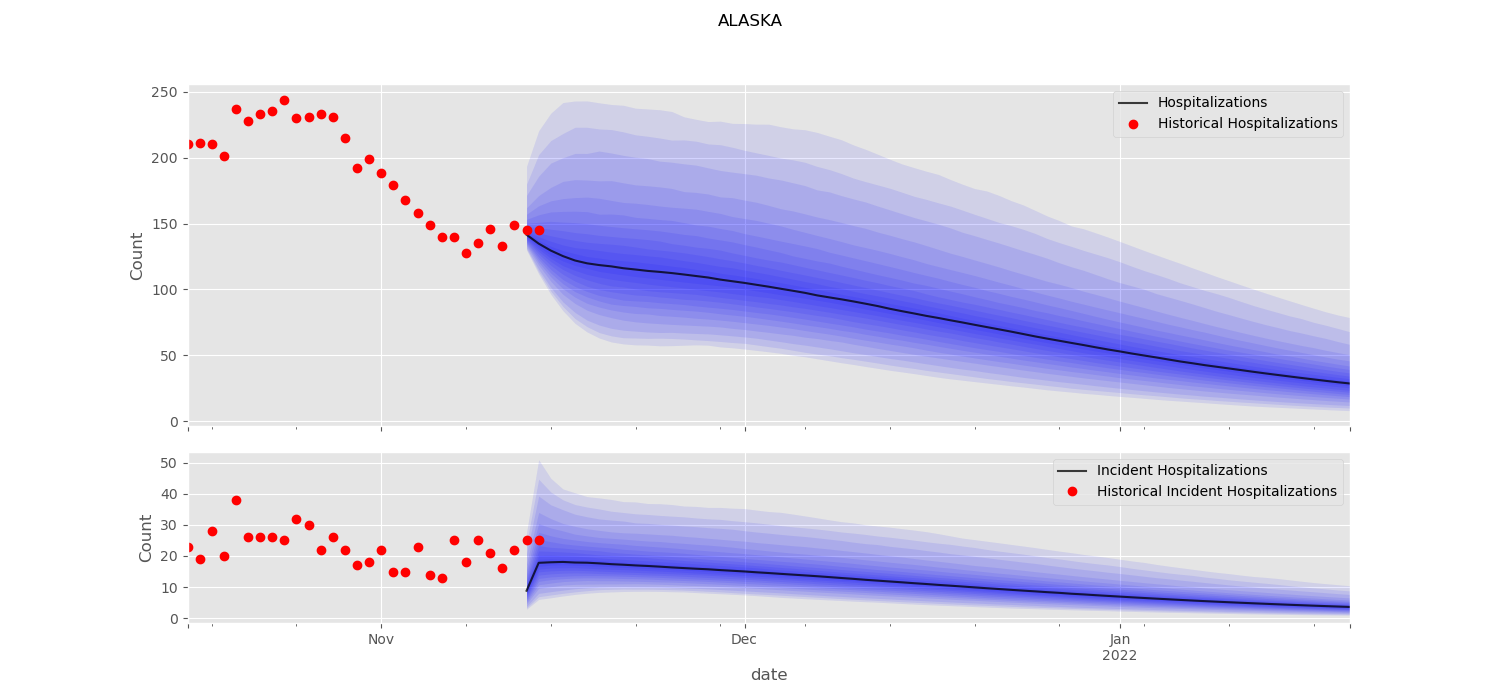 ALASKA
250
200
150
100
50
0
Count
Hospitalizations
Historical Hospitalizations
50
40
30
20
10
0
Count
Incident Hospitalizations
Historical Incident Hospitalizations
Nov
Dec
Jan
2022
date